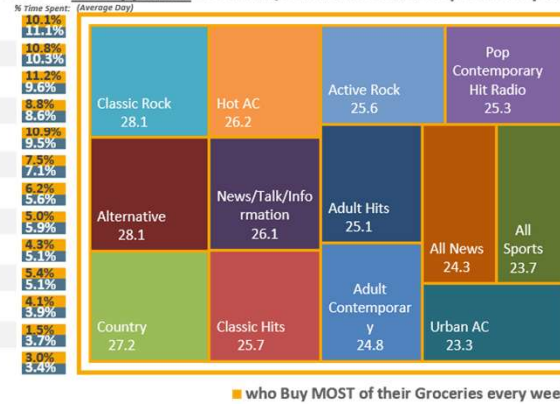 % Time Spent:
(Average Day)
10.1%
11.1%
10.8%
10.3%
11.2%
9.6%
8.8%
8.6%
10.9%
9.5%
7.5%
7.1%
6.2%
5.6%
5.0%
5.9%
4.3%
5.1%
5.4%
5.1%
4.1%
3.9%
1.5%
3.7%
3.0%
3.4%
Classic Rock
28.1
Hot AC
26.2
Active Rock
25.6
Pop
Contemporary
Hit Radio
25.3
Alternative
28.1
News/Talk/Info
rmation
26.1
Adult Hits
25.1
All News
24.3
All
Sports
23.7
Country
27.2
Classic Hits
25.7
Adult
Contemporar
y
24.8
Urban AC
23.3
who Buy MOST of their Groceries every wee